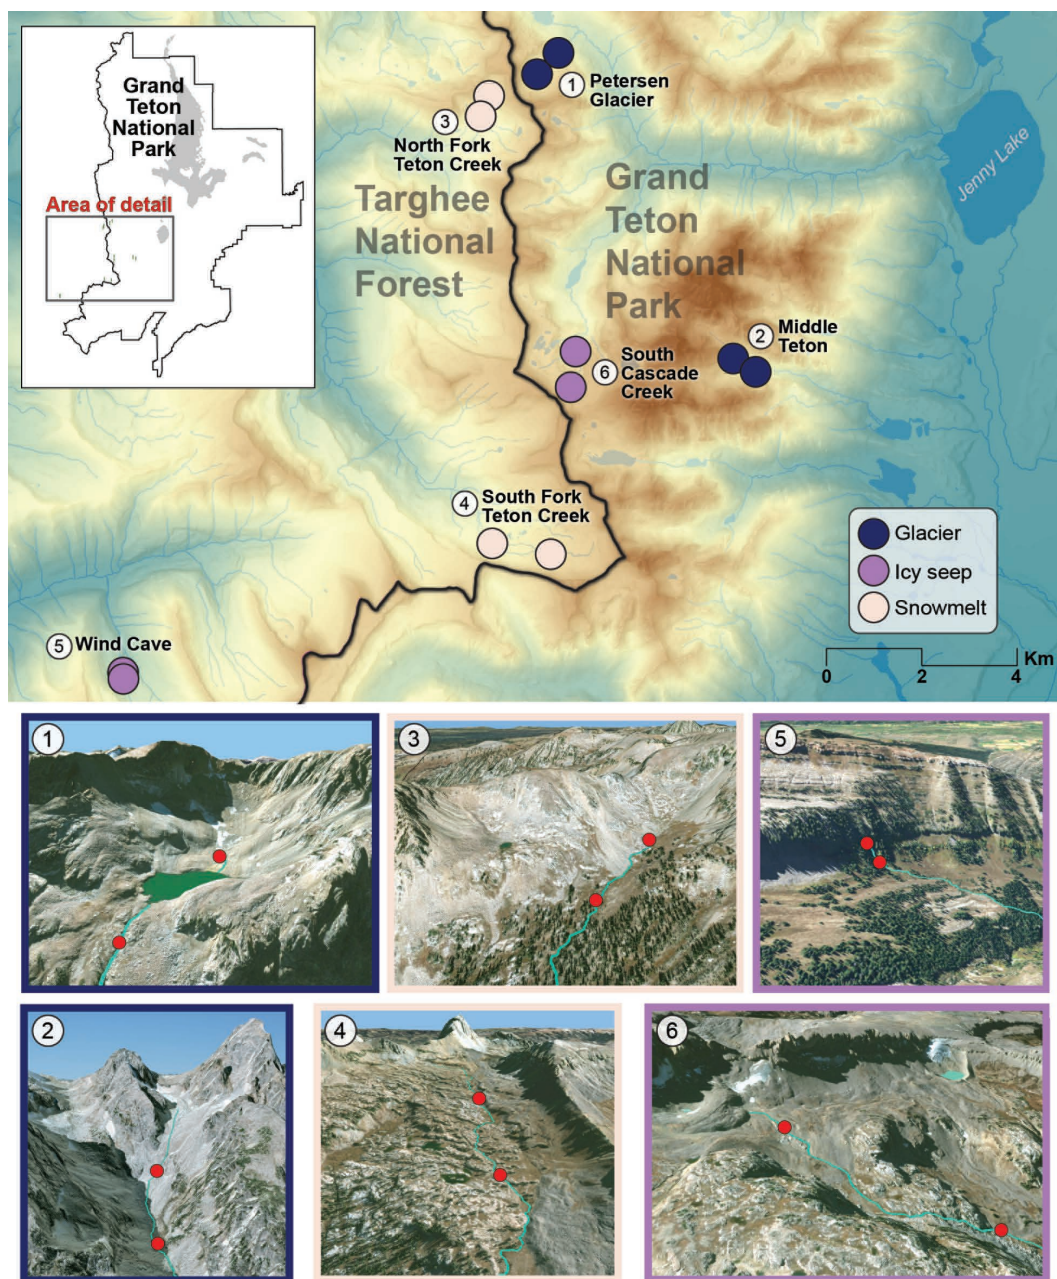 Grand
Teton
National
Park
Area of detail
1
Petersen
Glacier
3
North Fork
Teton Creek
Jenny Lake
Targhee
National
Forest
Grand
Teton
National
Park
2
Middle
Teton
6
South
Cascade
Creek
4
South Fork
Teton Creek
Glacier
Icy seep
Snowmelt
5
Wind Cave
Km
0 2 4
1
3
5
2
4
6